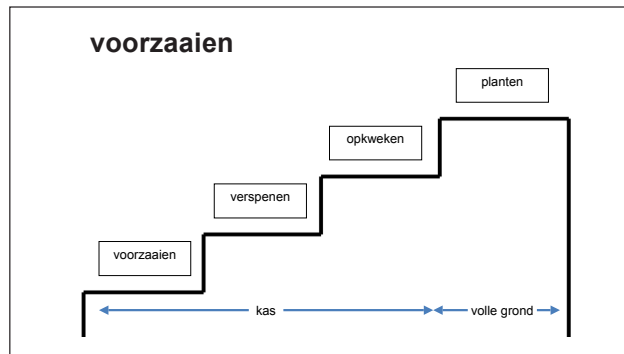 voorzaaien
planten
opkweken
verspenen
voorzaaien
kas
volle grond